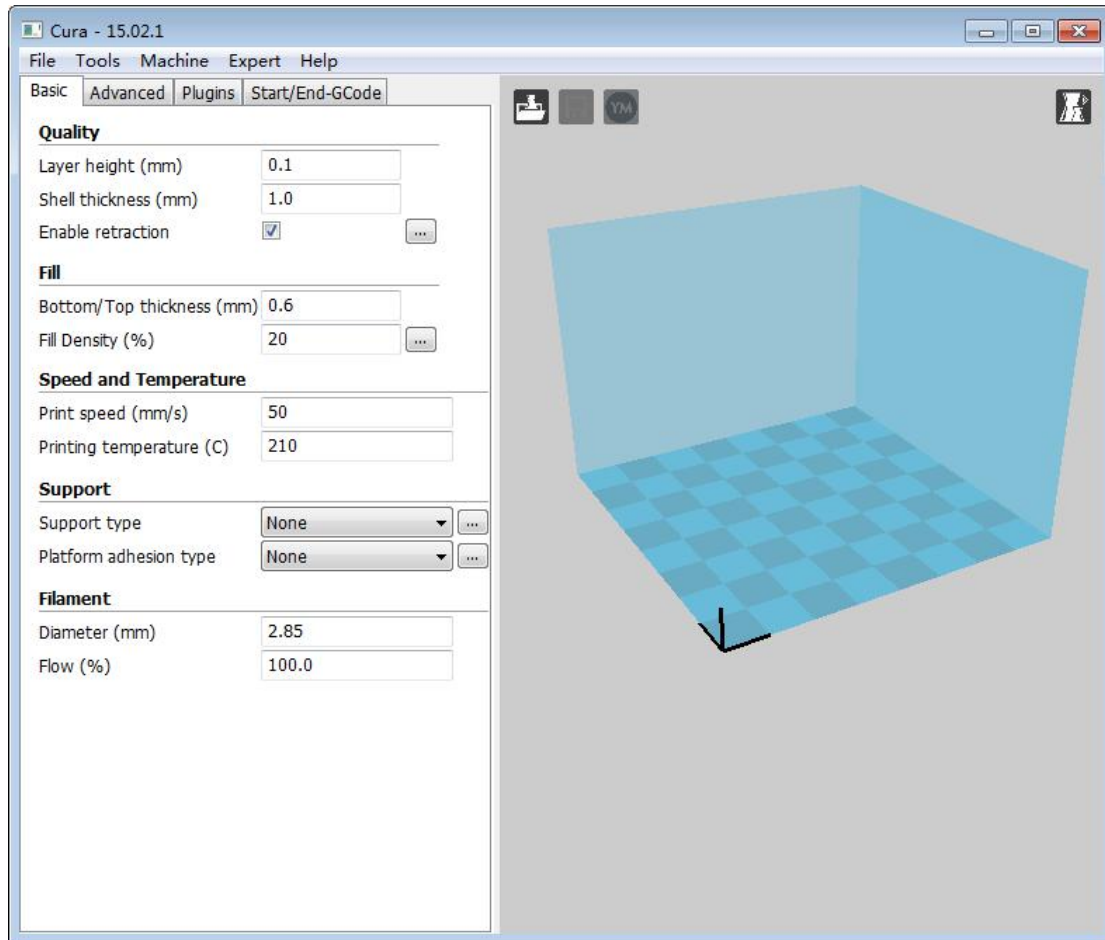 Cura - 15.02.1
File Tools Machine Expert Help
Basic Advanced Plugins Start/End-GCode
Quality
Layer height (mm) 0.1
Shell thickness (mm) 1.0
Enable retraction ...
Fill
Bottom/Top thickness (mm) 0.6
Fill Density (%) 20 ...
Speed and Temperature
Print speed (mm/s) 50
Printing temperature (C) 210
Support
Support type None ...
Platform adhesion type None ...
Filament
Diameter (mm) 2.85
Flow (%) 100.0
YM